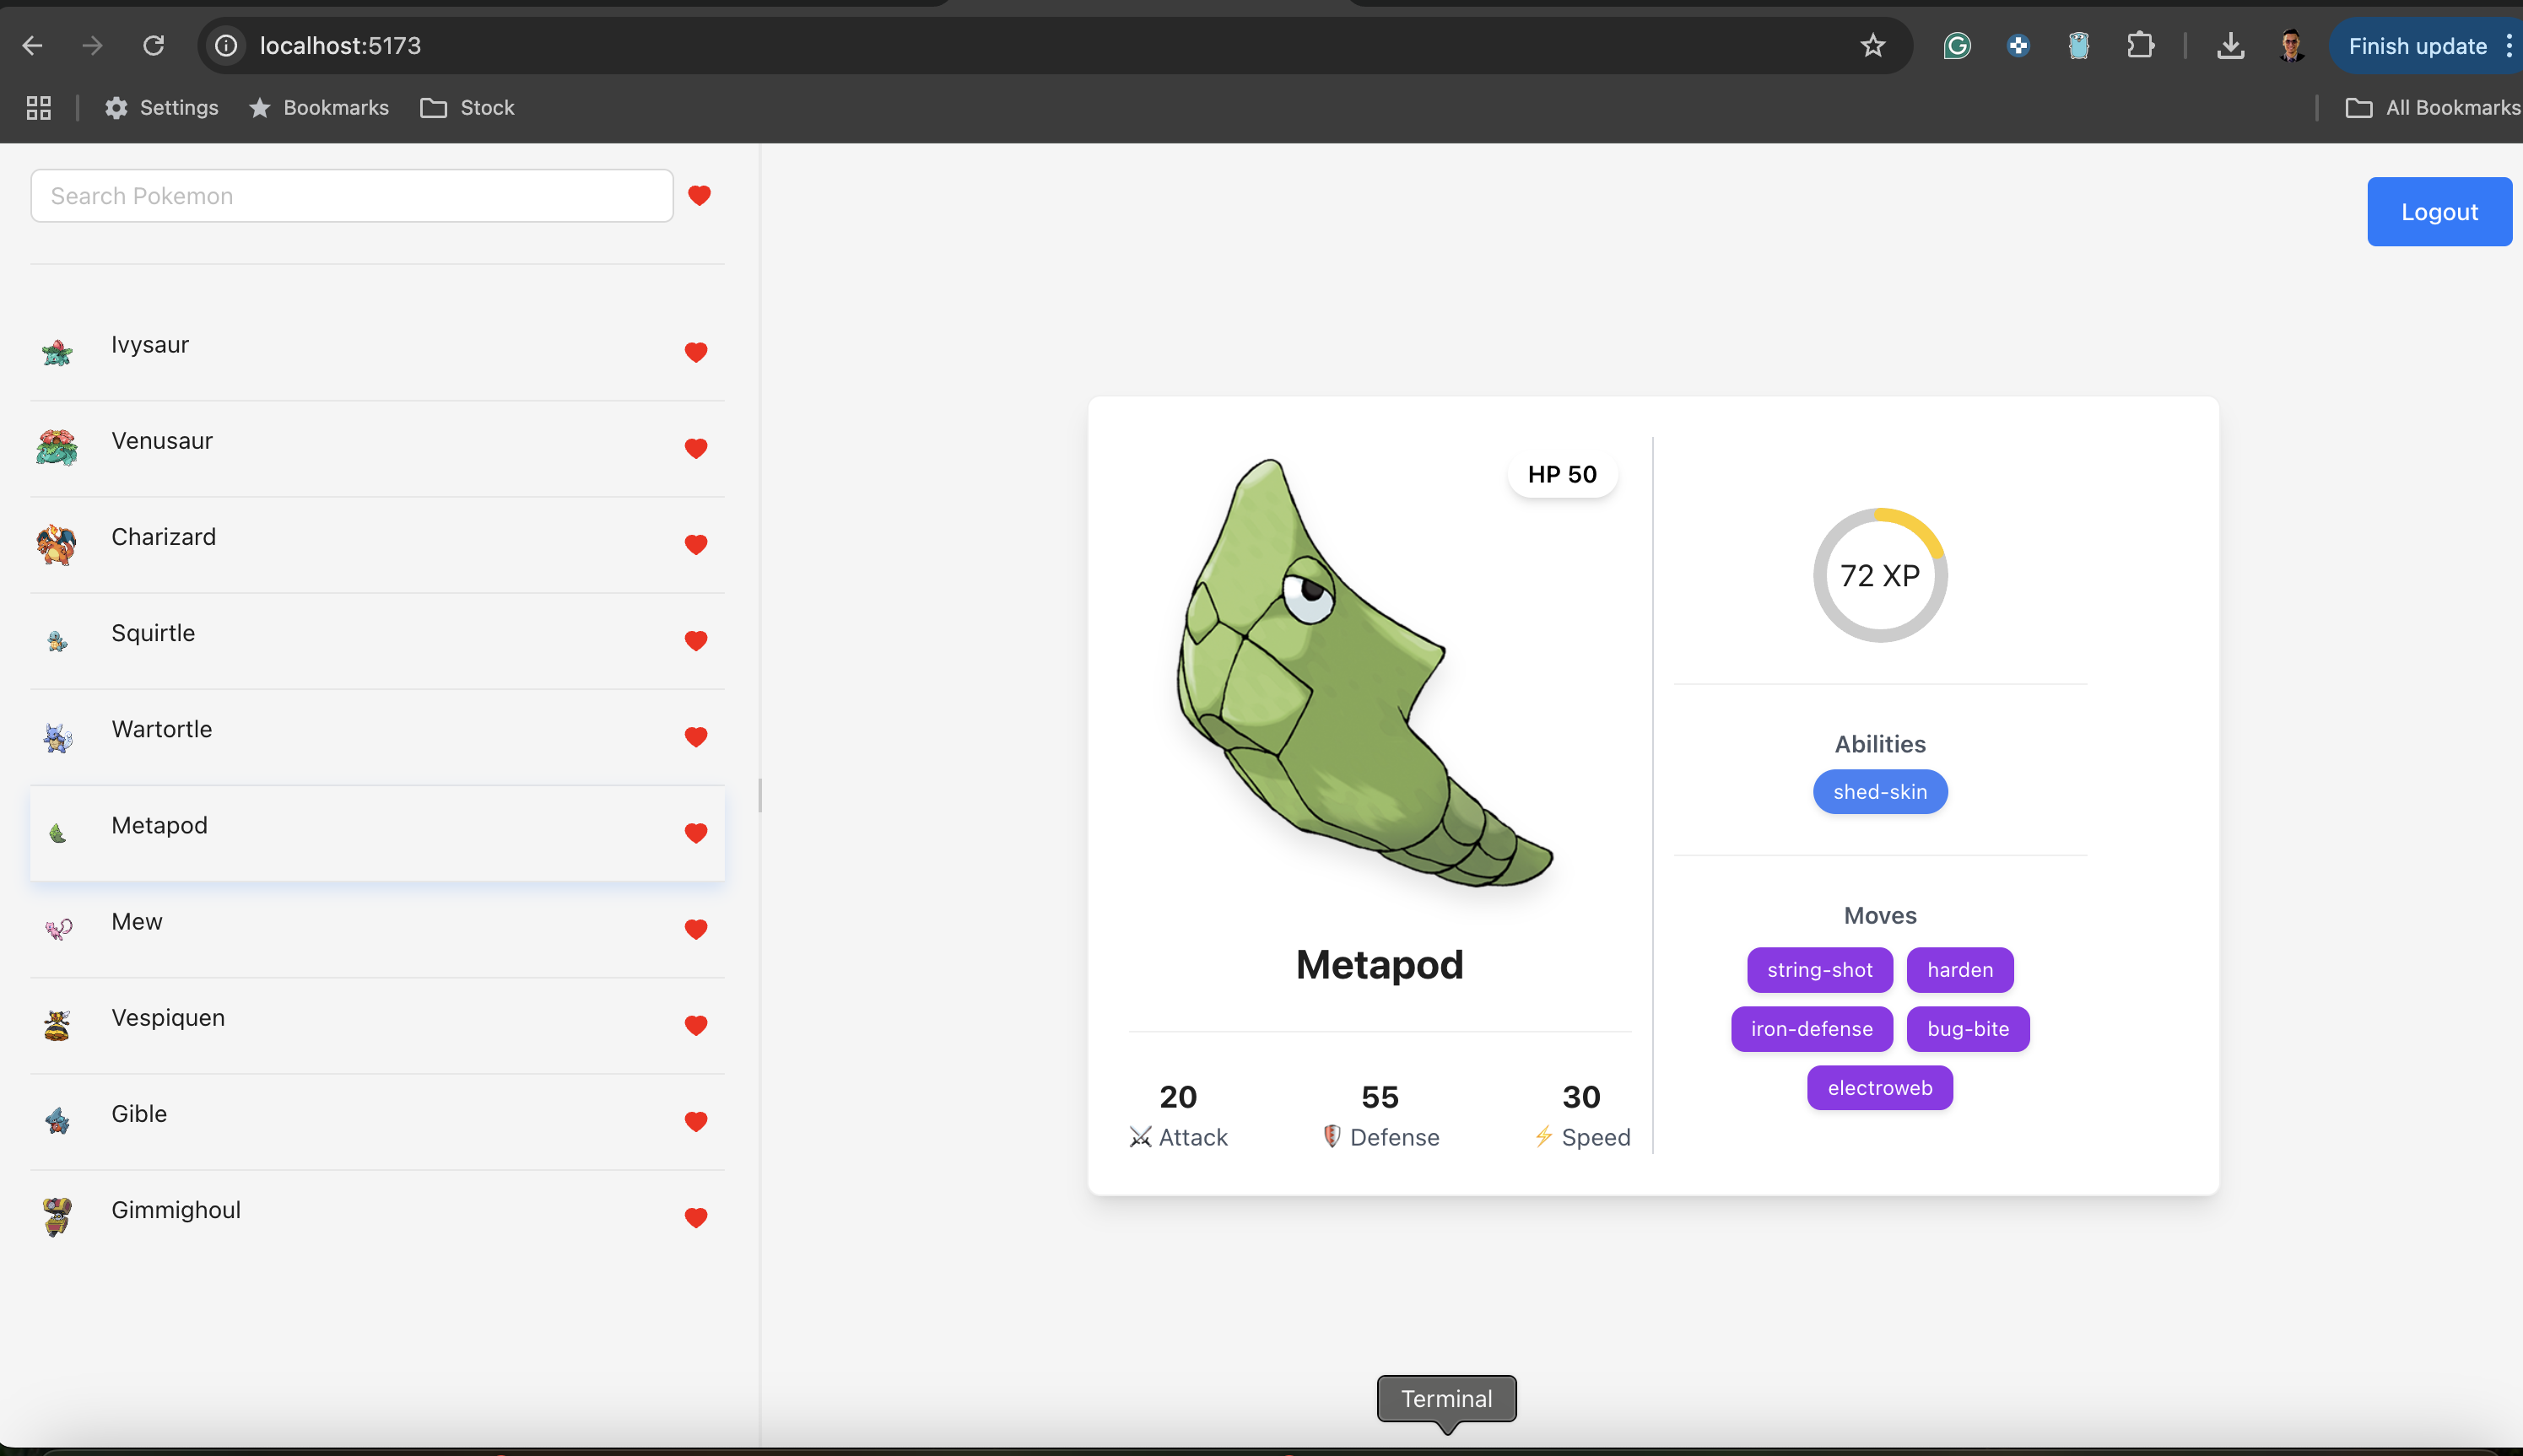 localhost:5173
Finish update
Settings
Bookmarks
Stock
All Bookmarks
Search Pokemon
Logout
Ivysaur
Venusaur
Charizard
Squirtle
Wartortle
Metapod
Mew
Vespiquen
Gible
Gimmighoul
HP 50
Metapod
20
55
30
Attack
Defense
Speed
72 XP
Abilities
shed-skin
Moves
string-shot
harden
iron-defense
bug-bite
electroweb
Terminal